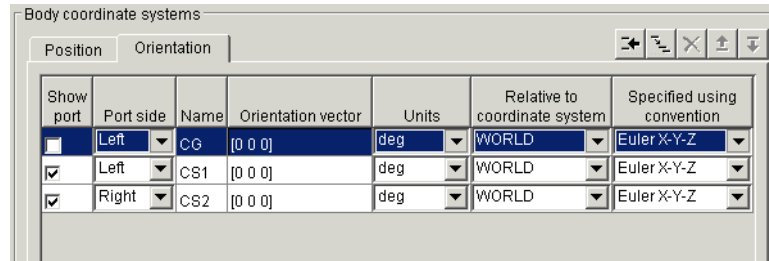 Body coordinate systems
Position Orientation
Show port Port side Name Orientation vector Units Relative to coordinate system Specified using convention
Left CG [0 0 0] deg WORLD Euler X-Y-Z
Left CS1 [0 0 0] deg WORLD Euler X-Y-Z
Right CS2 [0 0 0] deg WORLD Euler X-Y-Z